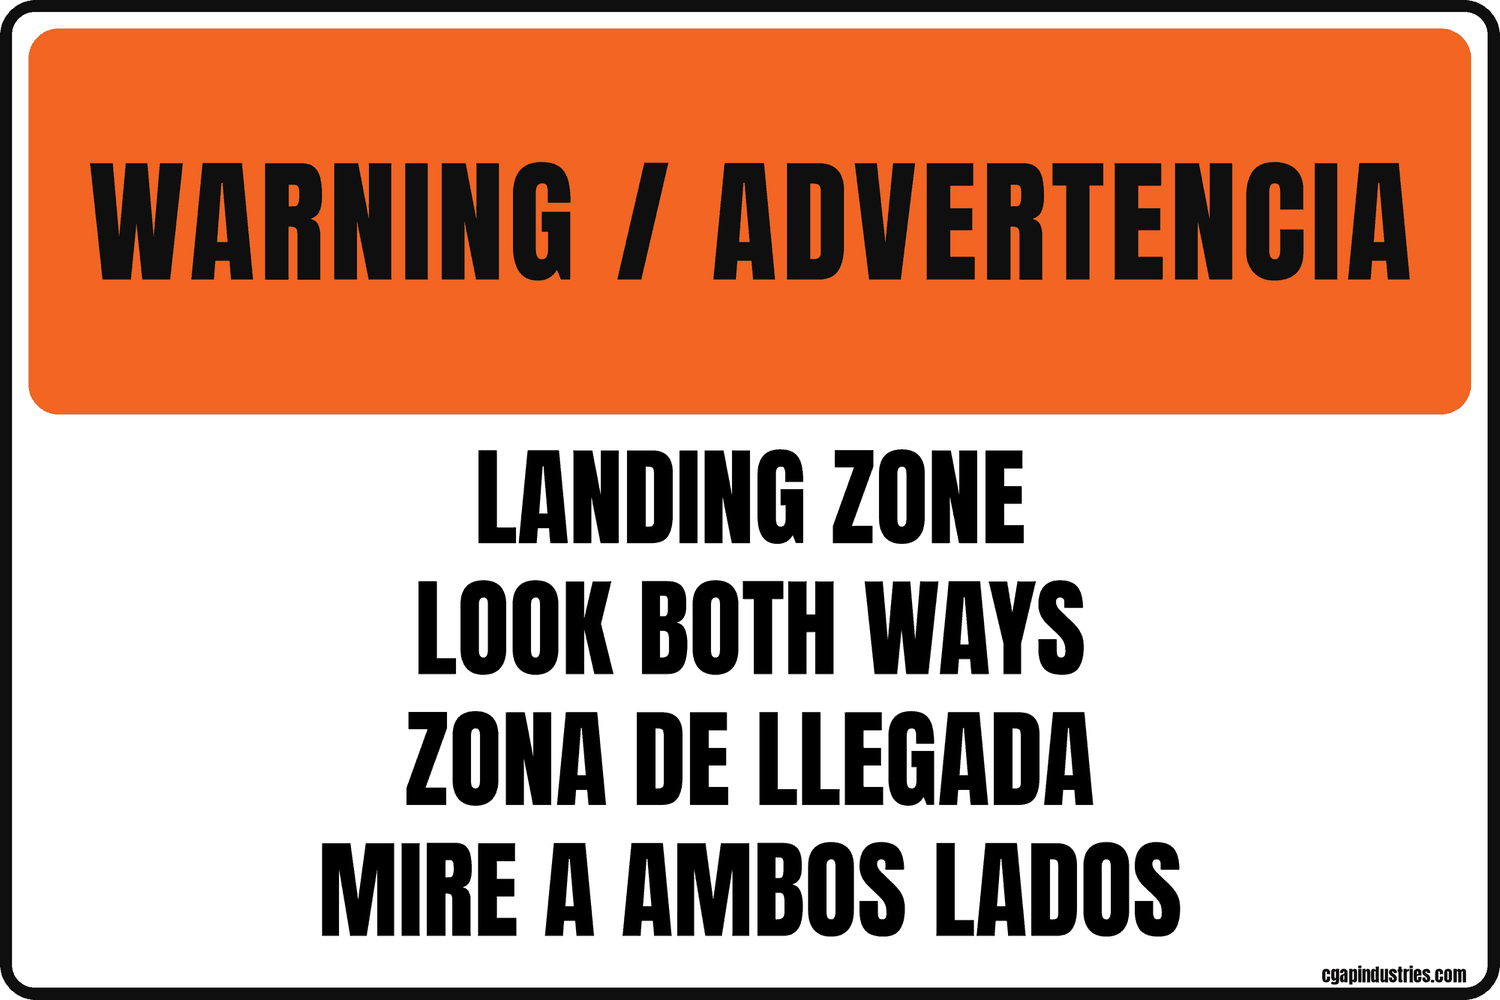 WARNING / ADVERTENCIA
LANDING ZONE
LOOK BOTH WAYS
ZONA DE LLEGADA
MIRE A AMBOS LADOS
cgapindustries.com